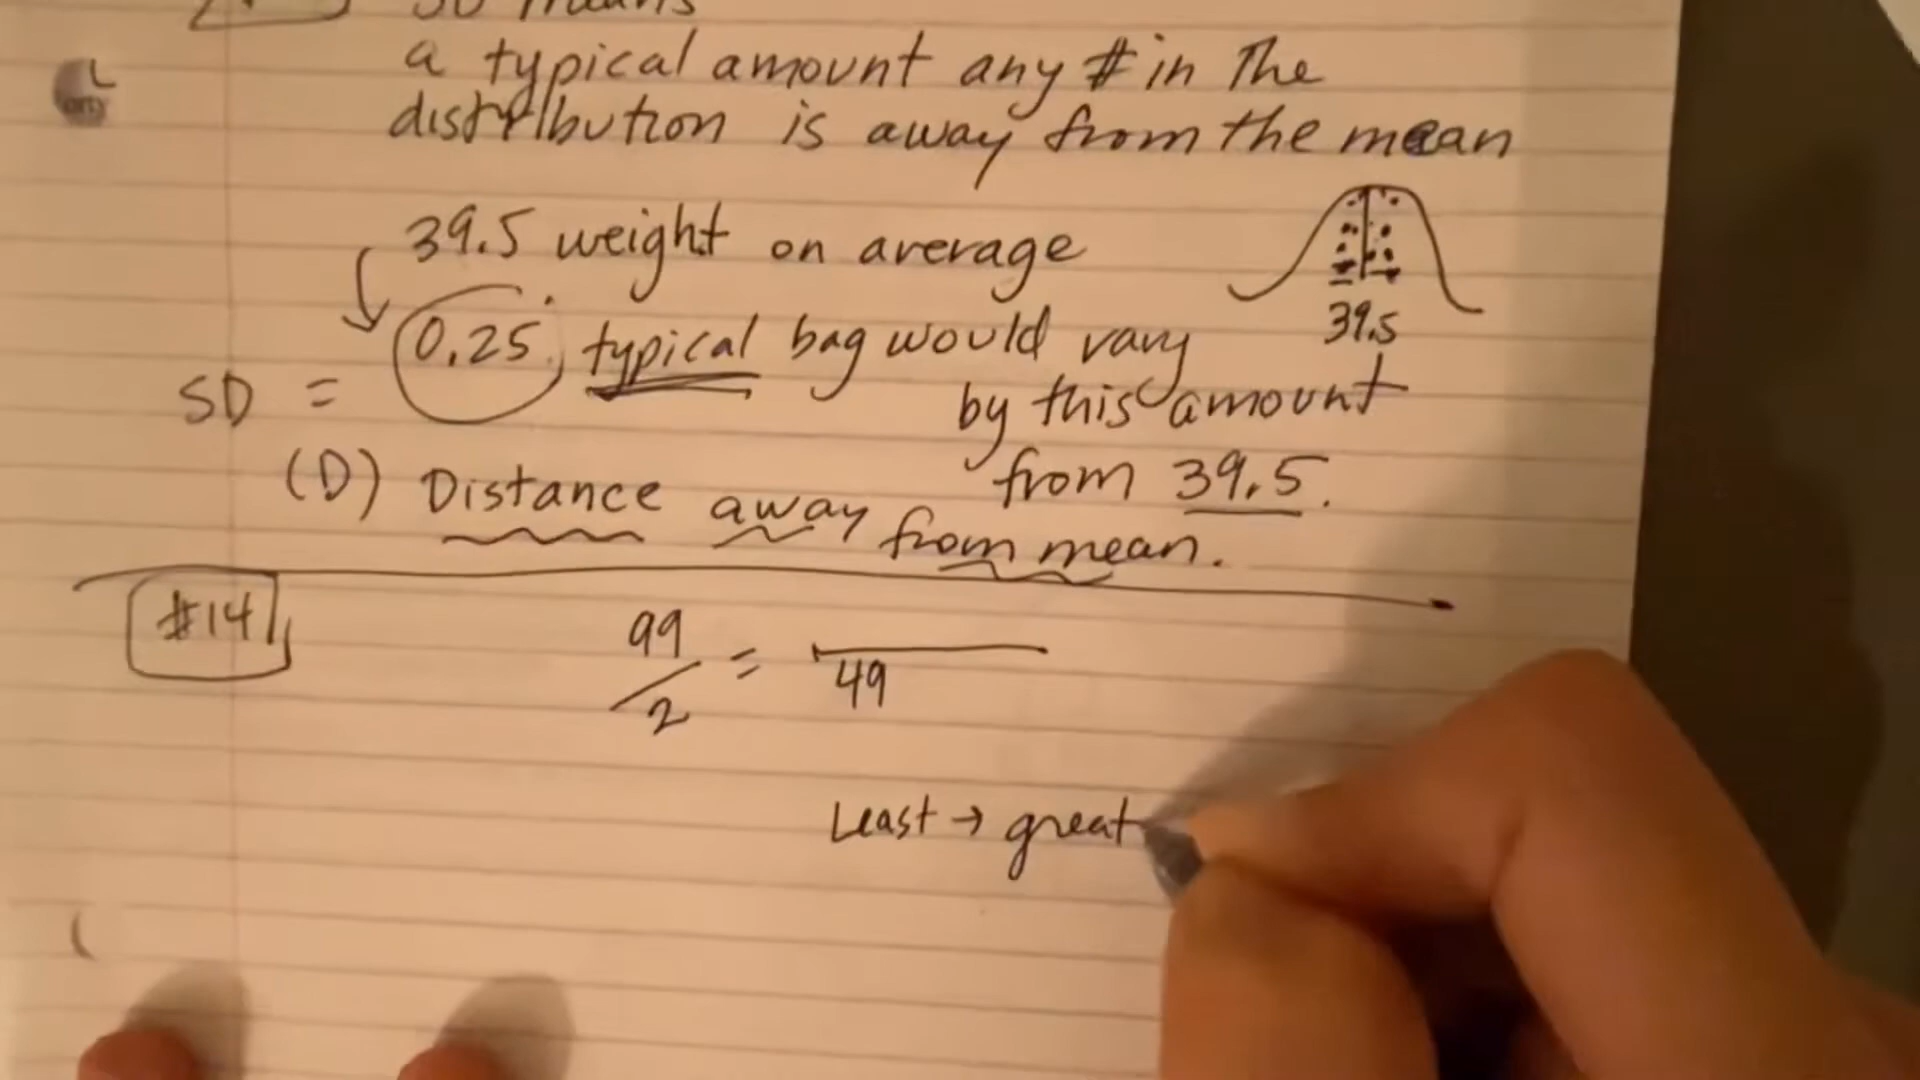 SD means
a typical amount any # in the
distribution is away from the mean
39.5 weight on average
39.5
0.25 typical bag would vary
SD =
by this amount
from 39.5.
(D) Distance away from mean.
#14
99/2 =
49
Least → great